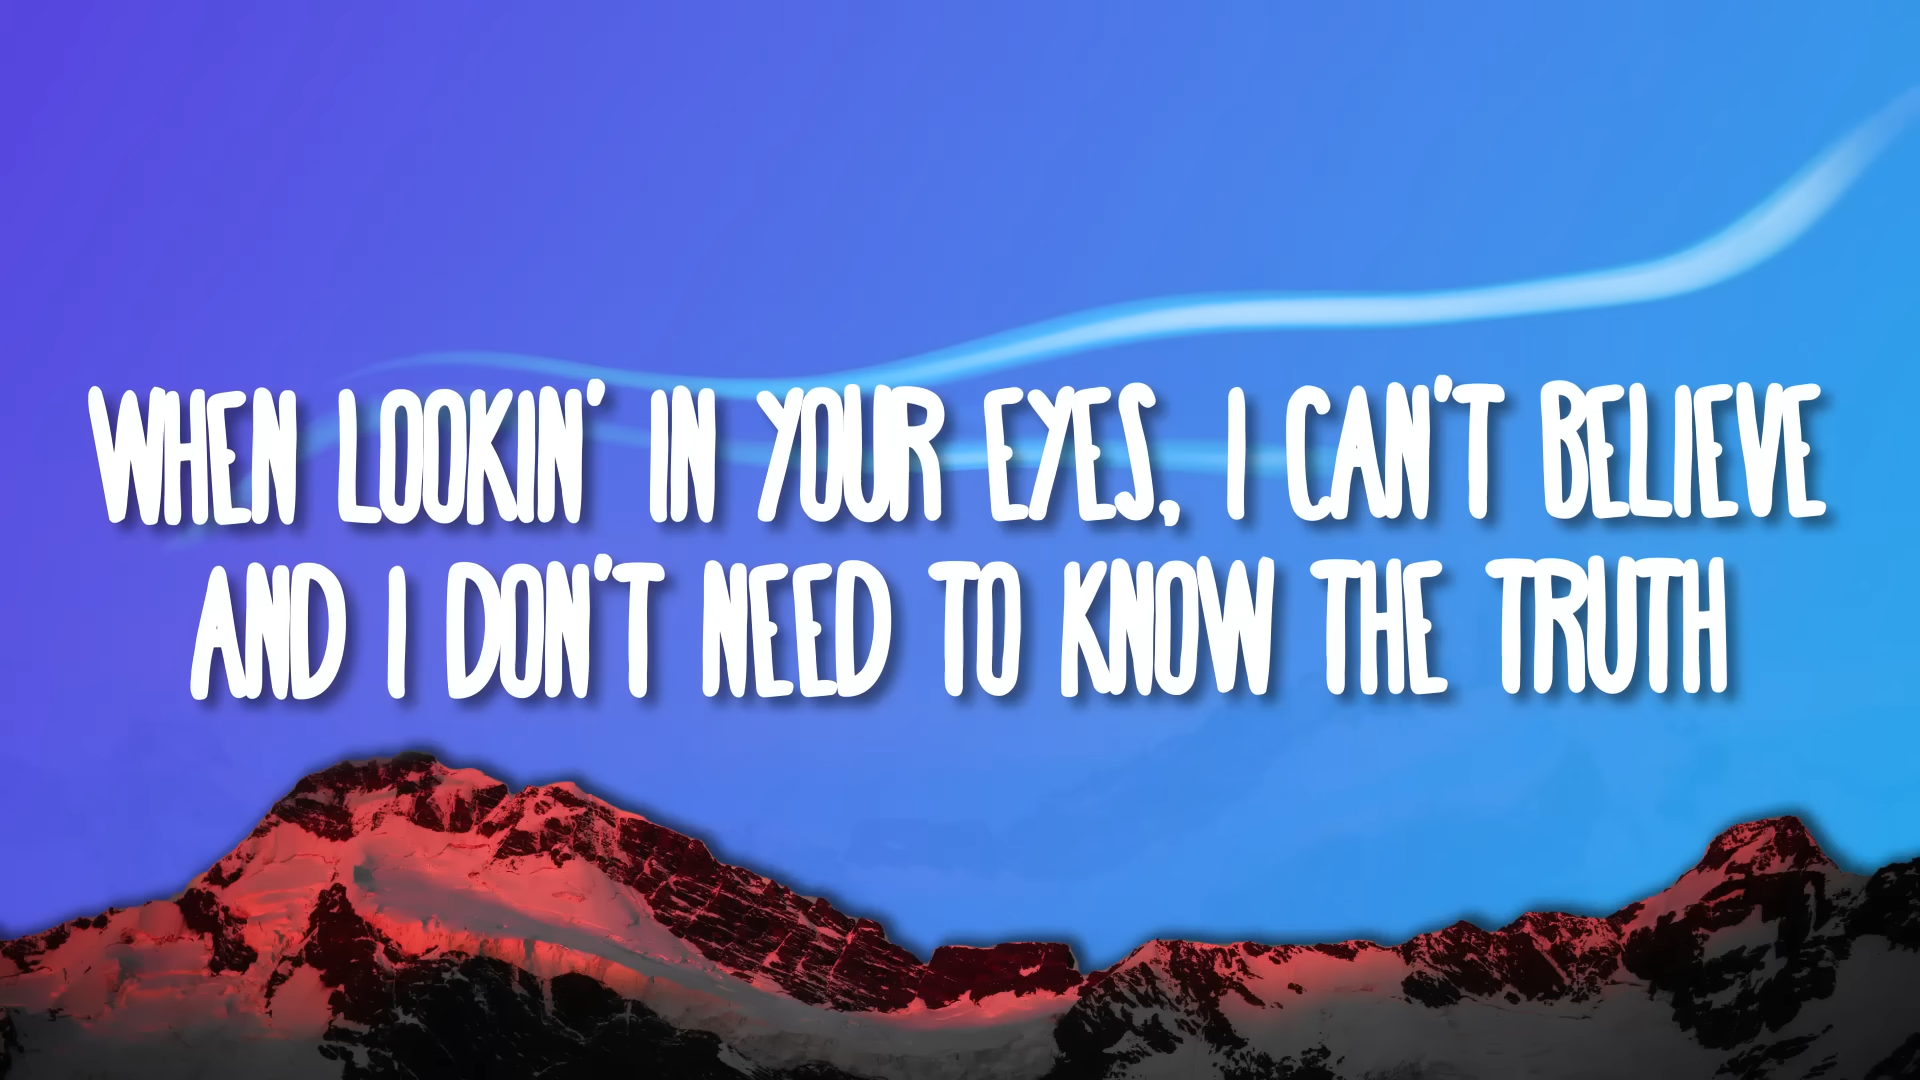 WHEN LOOKIN' IN YOUR EYES, I CAN'T BELIEVE
AND I DON'T NEED TO KNOW THE TRUTH